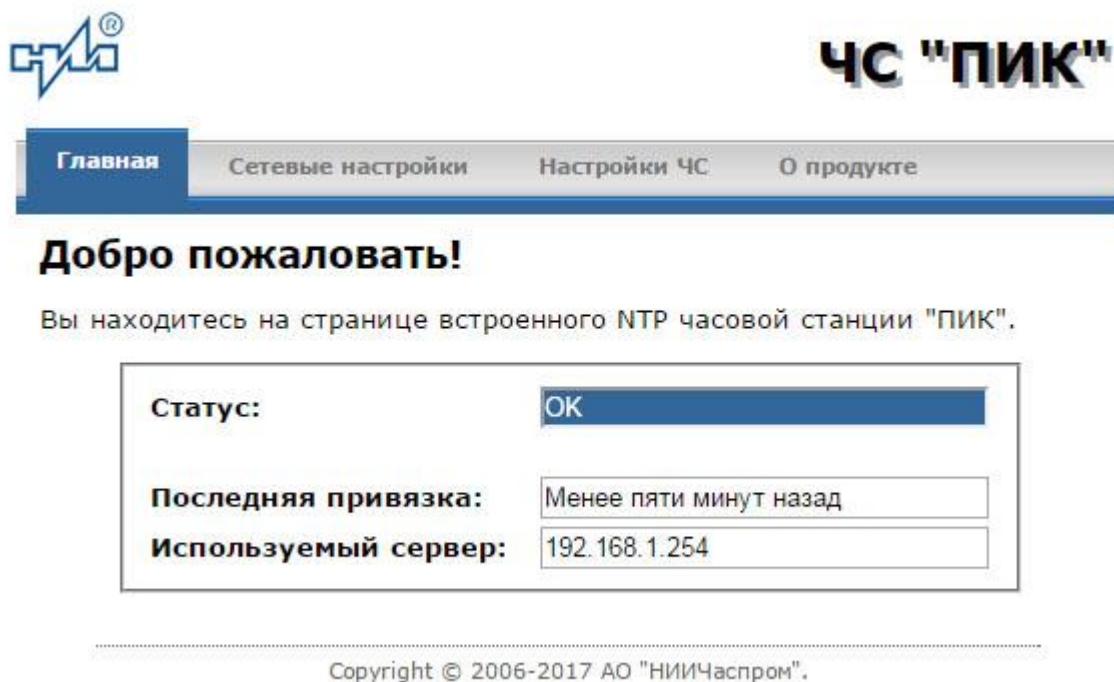 ЧС "ПИК"
Главная Сетевые настройки Настройки ЧС О продукте
Добро пожаловать!
Вы находитесь на странице встроенного NTP часовой станции "ПИК".
Статус: OK
Последняя привязка: Менее пяти минут назад
Используемый сервер: 192.168.1.254
Copyright © 2006-2017 АО "НИИЧаспром".